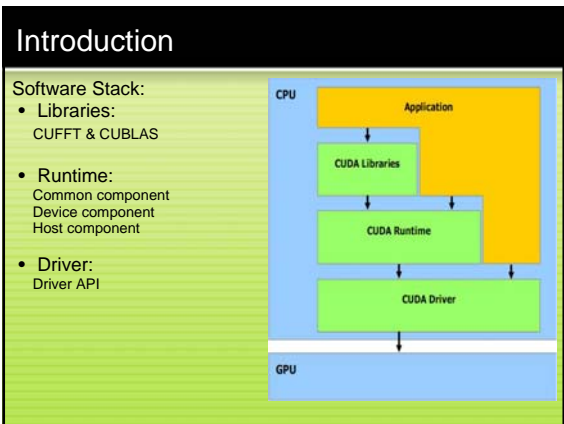 Introduction
Software Stack:
• Libraries:
CUFFT & CUBLAS
• Runtime:
Common component
Device component
Host component
• Driver:
Driver API
CPU
Application
CUDA Libraries
CUDA Runtime
CUDA Driver
GPU